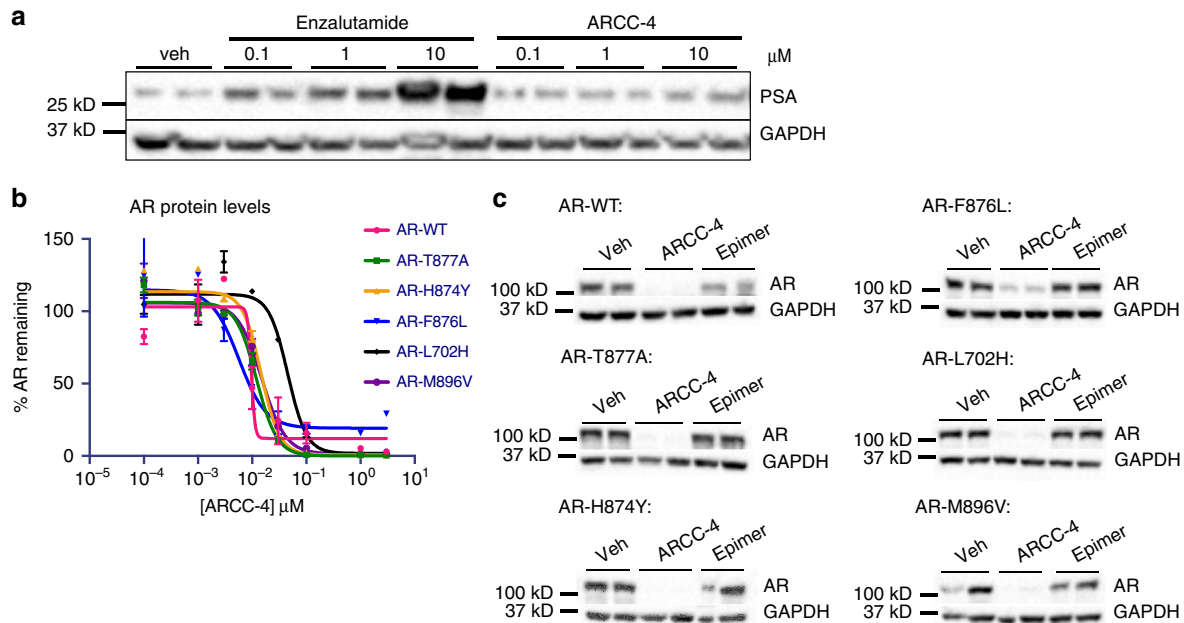 a
Enzalutamide ARCC-4
veh 0.1 1 10 0.1 1 10 μM
25 kD PSA
37 kD GAPDH
b
AR protein levels
150
100
50
0
% AR remaining
10⁻⁵ 10⁻⁴ 10⁻³ 10⁻² 10⁻¹ 10⁰ 10¹
[ARCC-4] μM
AR-WT
AR-T877A
AR-H874Y
AR-F876L
AR-L702H
AR-M896V
c
AR-WT:
Veh ARCC-4 Epimer
100 kD AR
37 kD GAPDH
AR-F876L:
Veh ARCC-4 Epimer
100 kD AR
37 kD GAPDH
AR-T877A:
Veh ARCC-4 Epimer
100 kD AR
37 kD GAPDH
AR-L702H:
Veh ARCC-4 Epimer
100 kD AR
37 kD GAPDH
AR-H874Y:
Veh ARCC-4 Epimer
100 kD AR
37 kD GAPDH
AR-M896V:
Veh ARCC-4 Epimer
100 kD AR
37 kD GAPDH